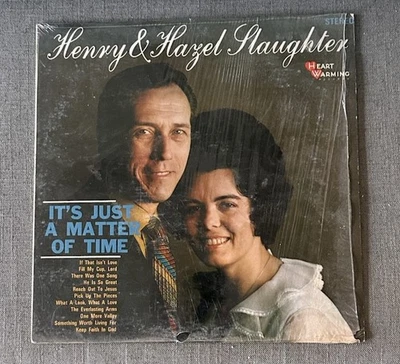 STEREO
Henry & Hazel Slaughter
HEART
WARMING
IT'S JUST
A MATTER
OF TIME
If That Isn't Love
Fill My Cup, Lord
There Was One Song
He Is So Great
Reach Out To Jesus
Pick Up The Pieces
What A Look, What A Love
The Everlasting Arms
One More Valley
Something Worth Living For
Keep Faith In God